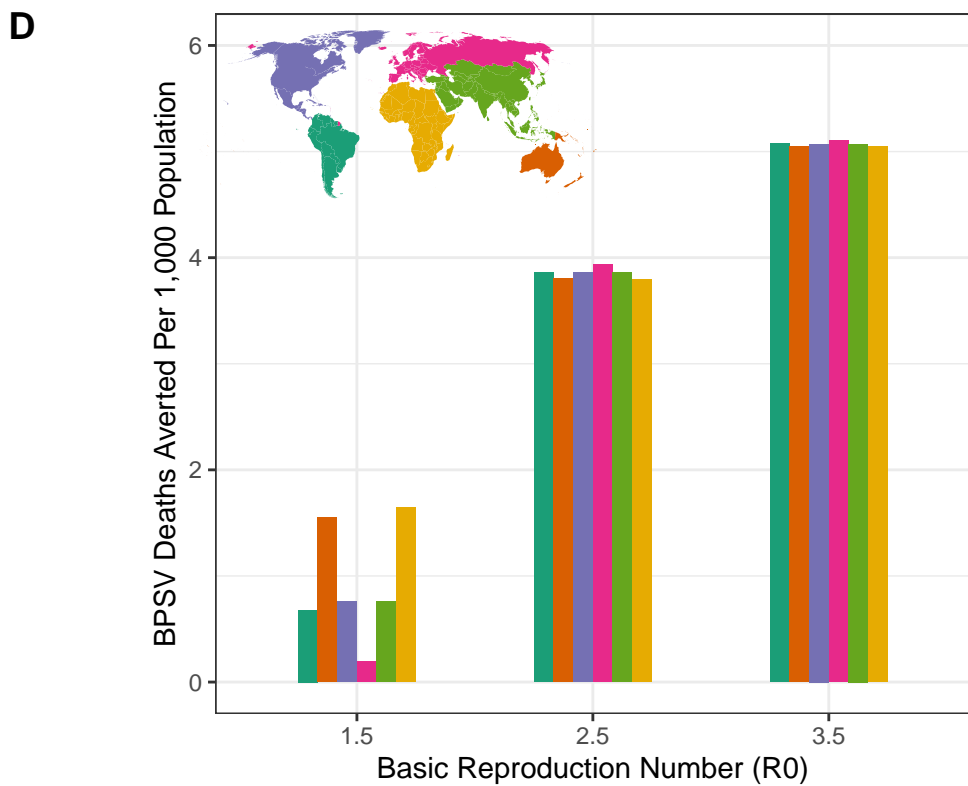 D
BPSV Deaths Averted Per 1,000 Population
6
4
2
0
1.5 2.5 3.5
Basic Reproduction Number (R0)